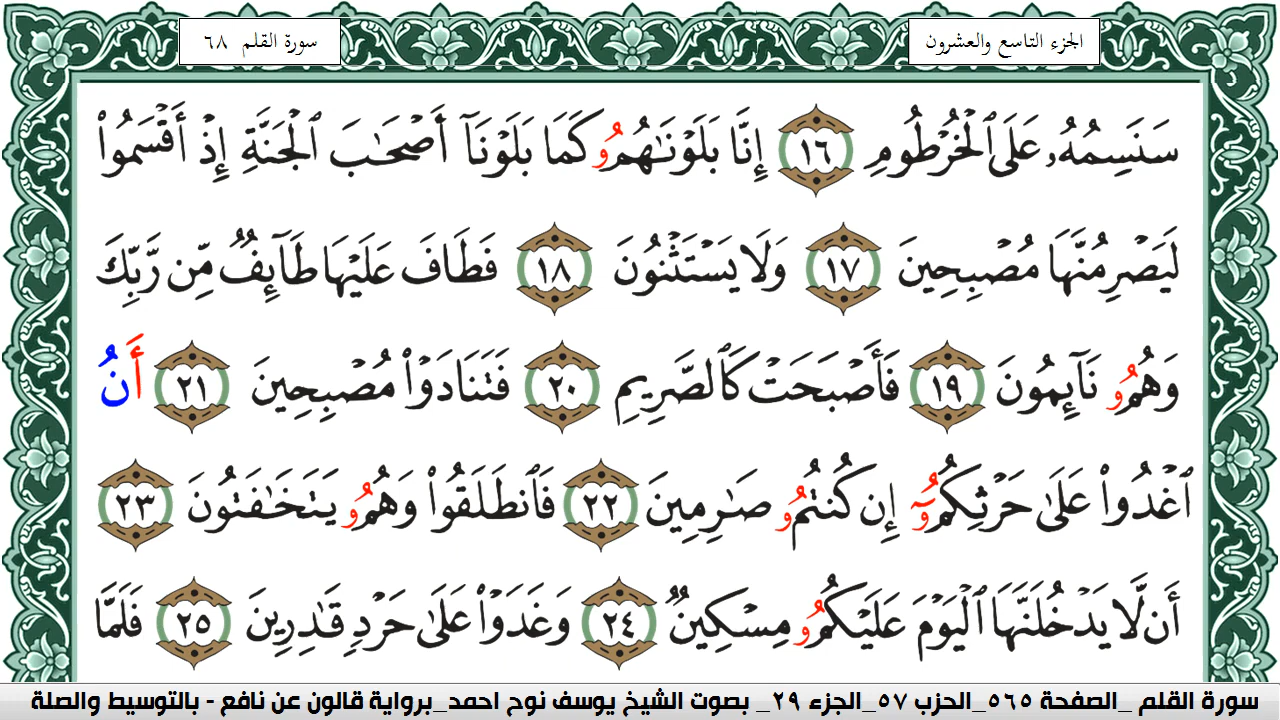 الجزء التاسع والعشرون
سورة القلم ٦٨
سَنَسِمُهُۥ عَلَى ٱلْخُرْطُومِ ١٦ إِنَّا بَلَوْنَٰهُمُۥ كَمَا بَلَوْنَآ أَصْحَٰبَ ٱلْجَنَّةِ إِذْ أَقْسَمُوا۟
لَيَصْرِمُنَّهَا مُصْبِحِينَ ١٧ وَلَا يَسْتَثْنُونَ ١٨ فَطَافَ عَلَيْهَا طَآئِفٌ مِّن رَّبِّكَ
وَهُمُۥ نَآئِمُونَ ١٩ فَأَصْبَحَتْ كَٱلصَّرِيمِ ٢٠ فَتَنَادَوْا۟ مُصْبِحِينَ ٢١ أَنُ
ٱغْدُوا۟ عَلَىٰ حَرْثِكُمُۥٓ إِن كُنتُمُۥ صَٰرِمِينَ ٢٢ فَٱنطَلَقُوا۟ وَهُمُۥ يَتَخَٰفَتُونَ ٢٣
أَن لَّا يَدْخُلَنَّهَا ٱلْيَوْمَ عَلَيْكُمُۥ مِسْكِينٌ ٢٤ وَغَدَوْا۟ عَلَىٰ حَرْدٍ قَٰدِرِينَ ٢٥ فَلَمَّا
سورة القلم _الصفحة ٥٦٥_الحزب ٥٧_الجزء ٢٩_ بصوت الشيخ يوسف نوح احمد_برواية قالون عن نافع - بالتوسيط والصلة